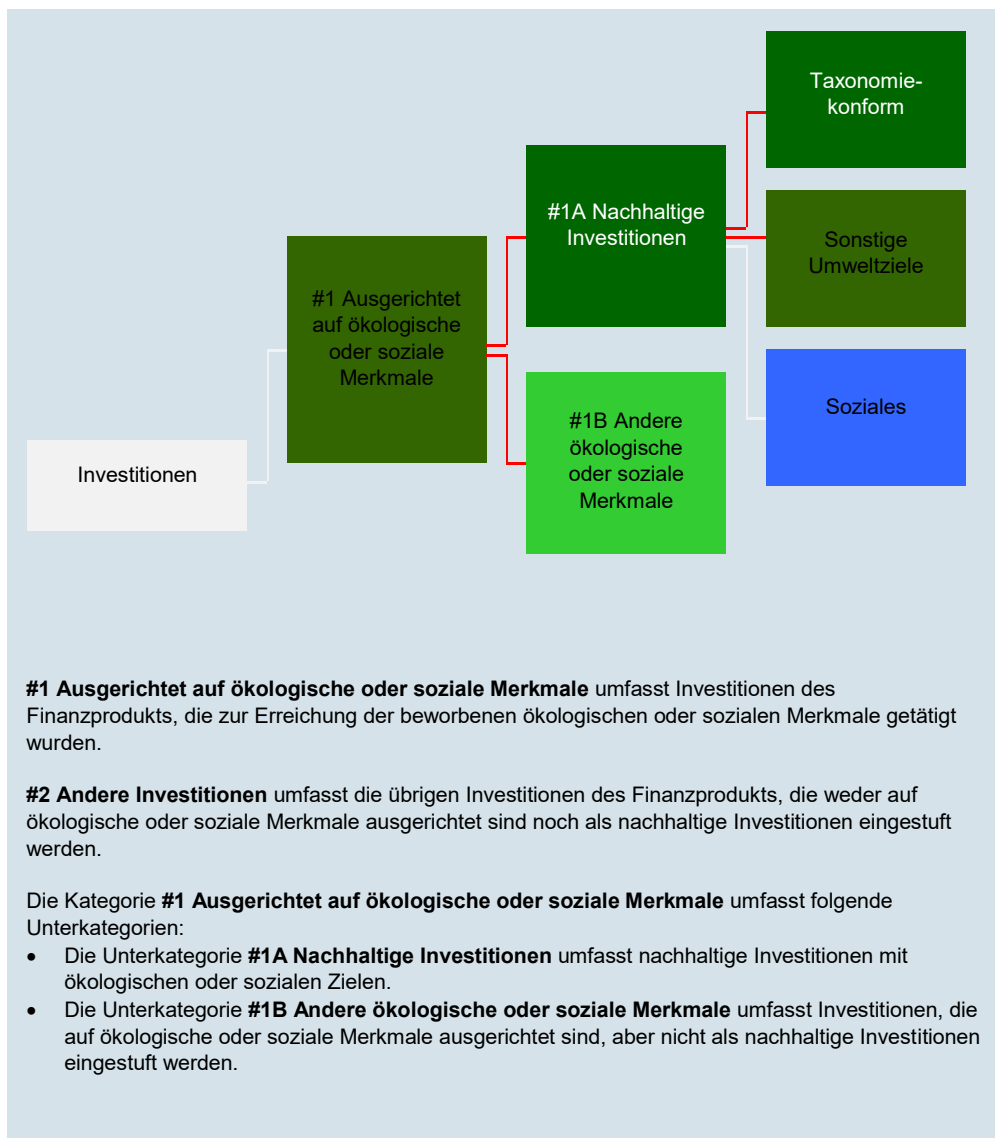 Taxonomie-
konform
#1A Nachhaltige
Investitionen
Sonstige
Umweltziele
#1 Ausgerichtet
auf ökologische
oder soziale
Merkmale
Soziales
#1B Andere
ökologische
oder soziale
Merkmale
Investitionen
#1 Ausgerichtet auf ökologische oder soziale Merkmale umfasst Investitionen des
Finanzprodukts, die zur Erreichung der beworbenen ökologischen oder sozialen Merkmale getätigt
wurden.
#2 Andere Investitionen umfasst die übrigen Investitionen des Finanzprodukts, die weder auf
ökologische oder soziale Merkmale ausgerichtet sind noch als nachhaltige Investitionen eingestuft
werden.
Die Kategorie #1 Ausgerichtet auf ökologische oder soziale Merkmale umfasst folgende
Unterkategorien:
• Die Unterkategorie #1A Nachhaltige Investitionen umfasst nachhaltige Investitionen mit
ökologischen oder sozialen Zielen.
• Die Unterkategorie #1B Andere ökologische oder soziale Merkmale umfasst Investitionen, die
auf ökologische oder soziale Merkmale ausgerichtet sind, aber nicht als nachhaltige Investitionen
eingestuft werden.